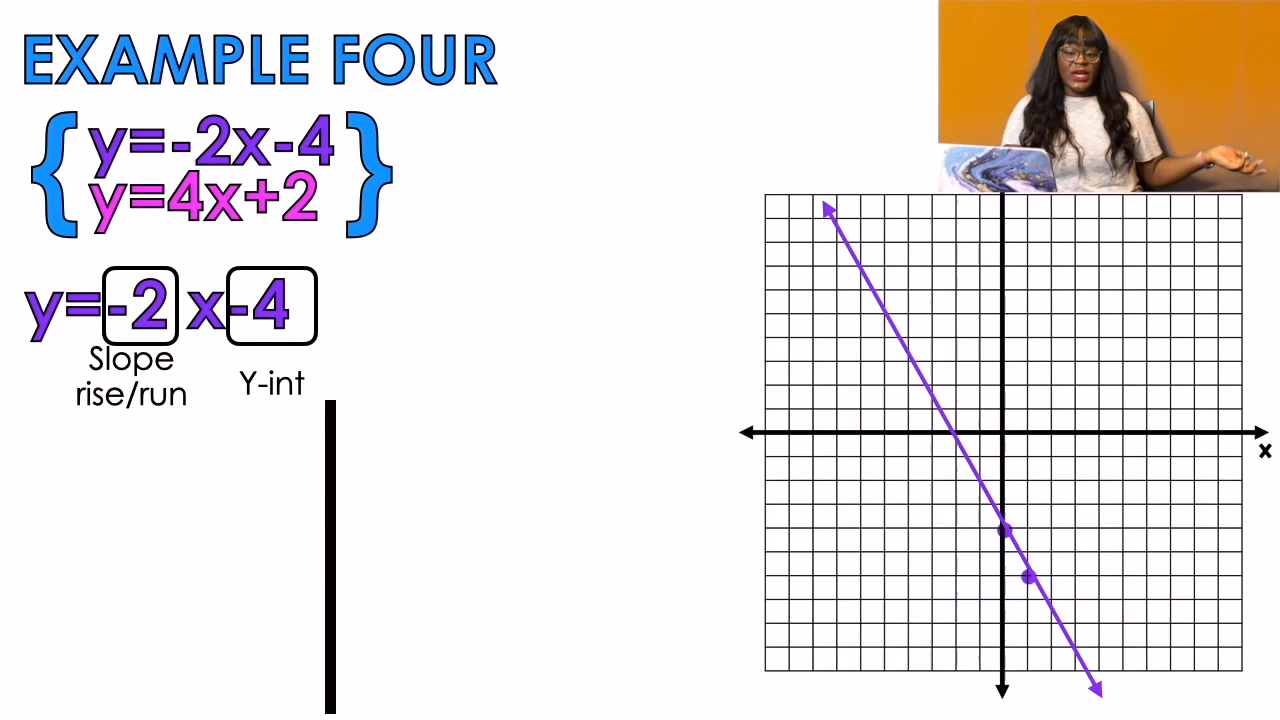 EXAMPLE FOUR
{ y=-2x-4 }
y=4x+2
y=-2x-4
Slope
rise/run
Y-int
x